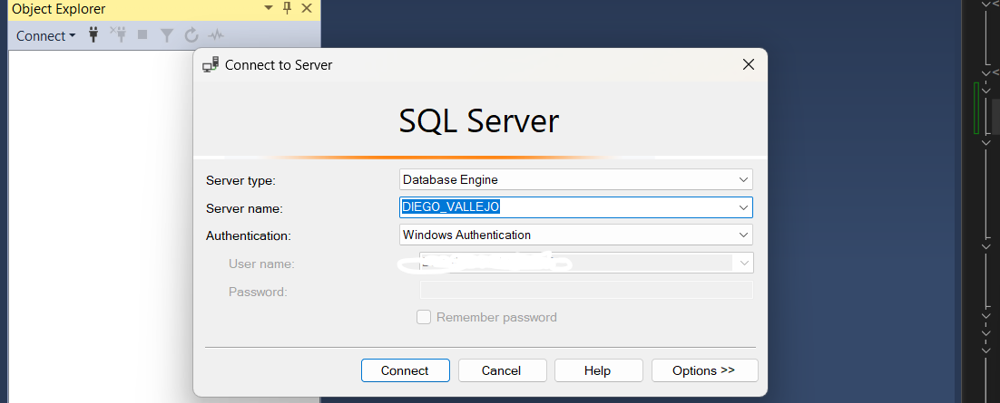 Object Explorer
Connect
Connect to Server
SQL Server
Server type: Database Engine
Server name: DIEGO_VALLEJO
Authentication: Windows Authentication
User name:
Password:
Remember password
Connect Cancel Help Options >>